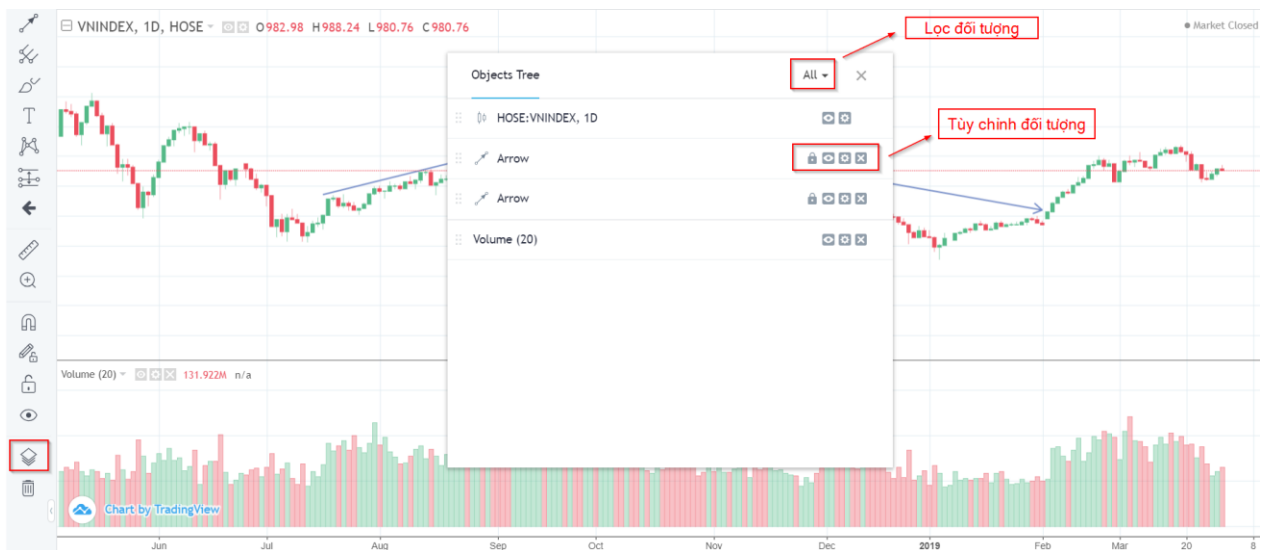 VNINDEX, 1D, HOSE O982.98 H988.24 L980.76 C980.76
Market Closed
Lọc đối tượng
Objects Tree
All
HOSE:VNINDEX, 1D
Tùy chỉnh đối tượng
Arrow
Arrow
Volume (20)
Volume (20) 131.922M n/a
Chart by TradingView
Jun Jul Aug Sep Oct Nov Dec 2019 Feb Mar 20 8